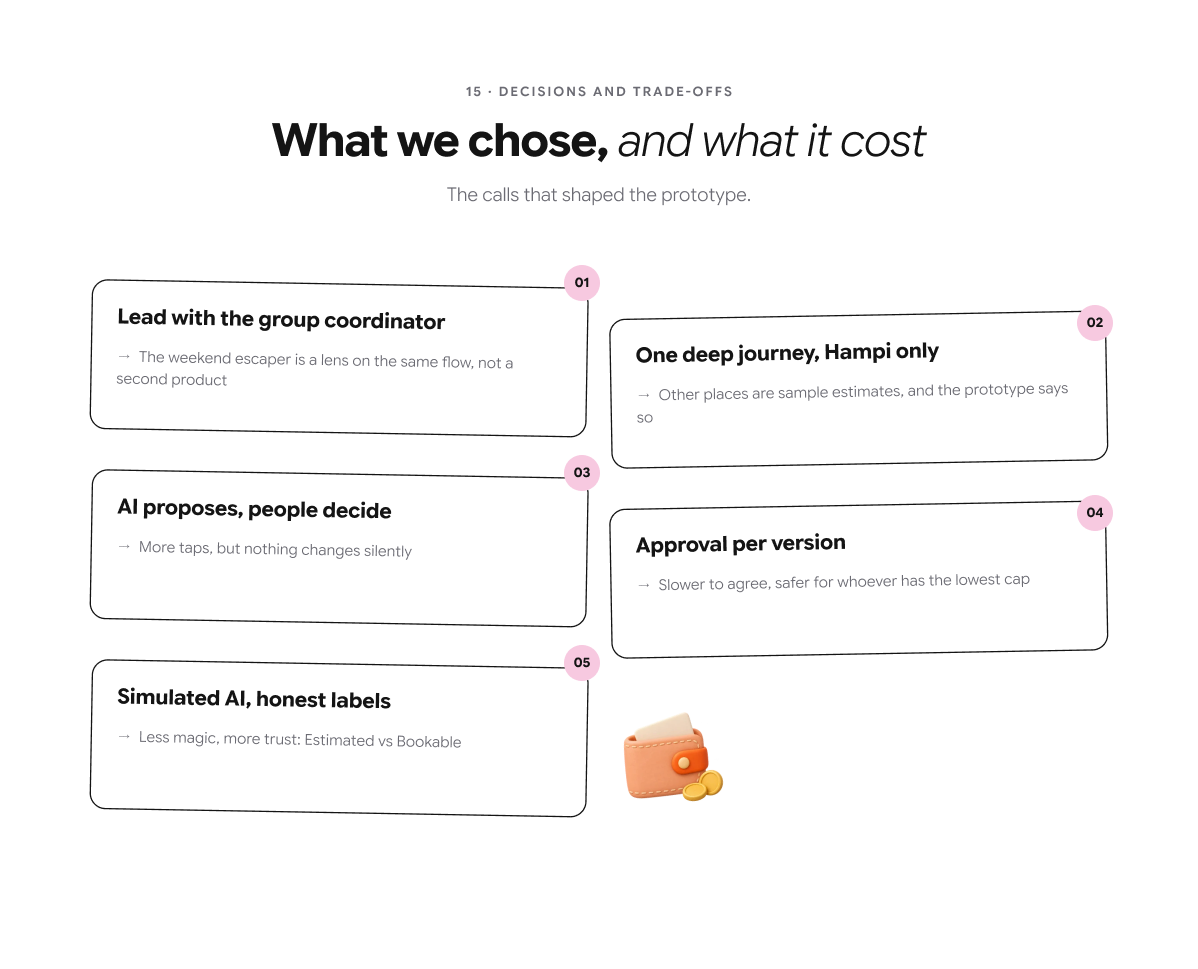 15 · DECISIONS AND TRADE-OFFS
What we chose, and what it cost
The calls that shaped the prototype.
01
Lead with the group coordinator
→ The weekend escaper is a lens on the same flow, not a
second product
02
One deep journey, Hampi only
→ Other places are sample estimates, and the prototype says
so
03
AI proposes, people decide
→ More taps, but nothing changes silently
04
Approval per version
→ Slower to agree, safer for whoever has the lowest cap
05
Simulated AI, honest labels
→ Less magic, more trust: Estimated vs Bookable